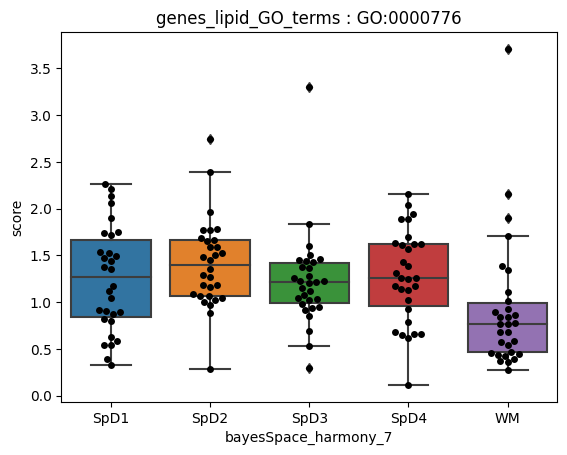 genes_lipid_GO_terms : GO:0000776
score
3.5
3.0
2.5
2.0
1.5
1.0
0.5
0.0
SpD1 SpD2 SpD3 SpD4 WM
bayesSpace_harmony_7